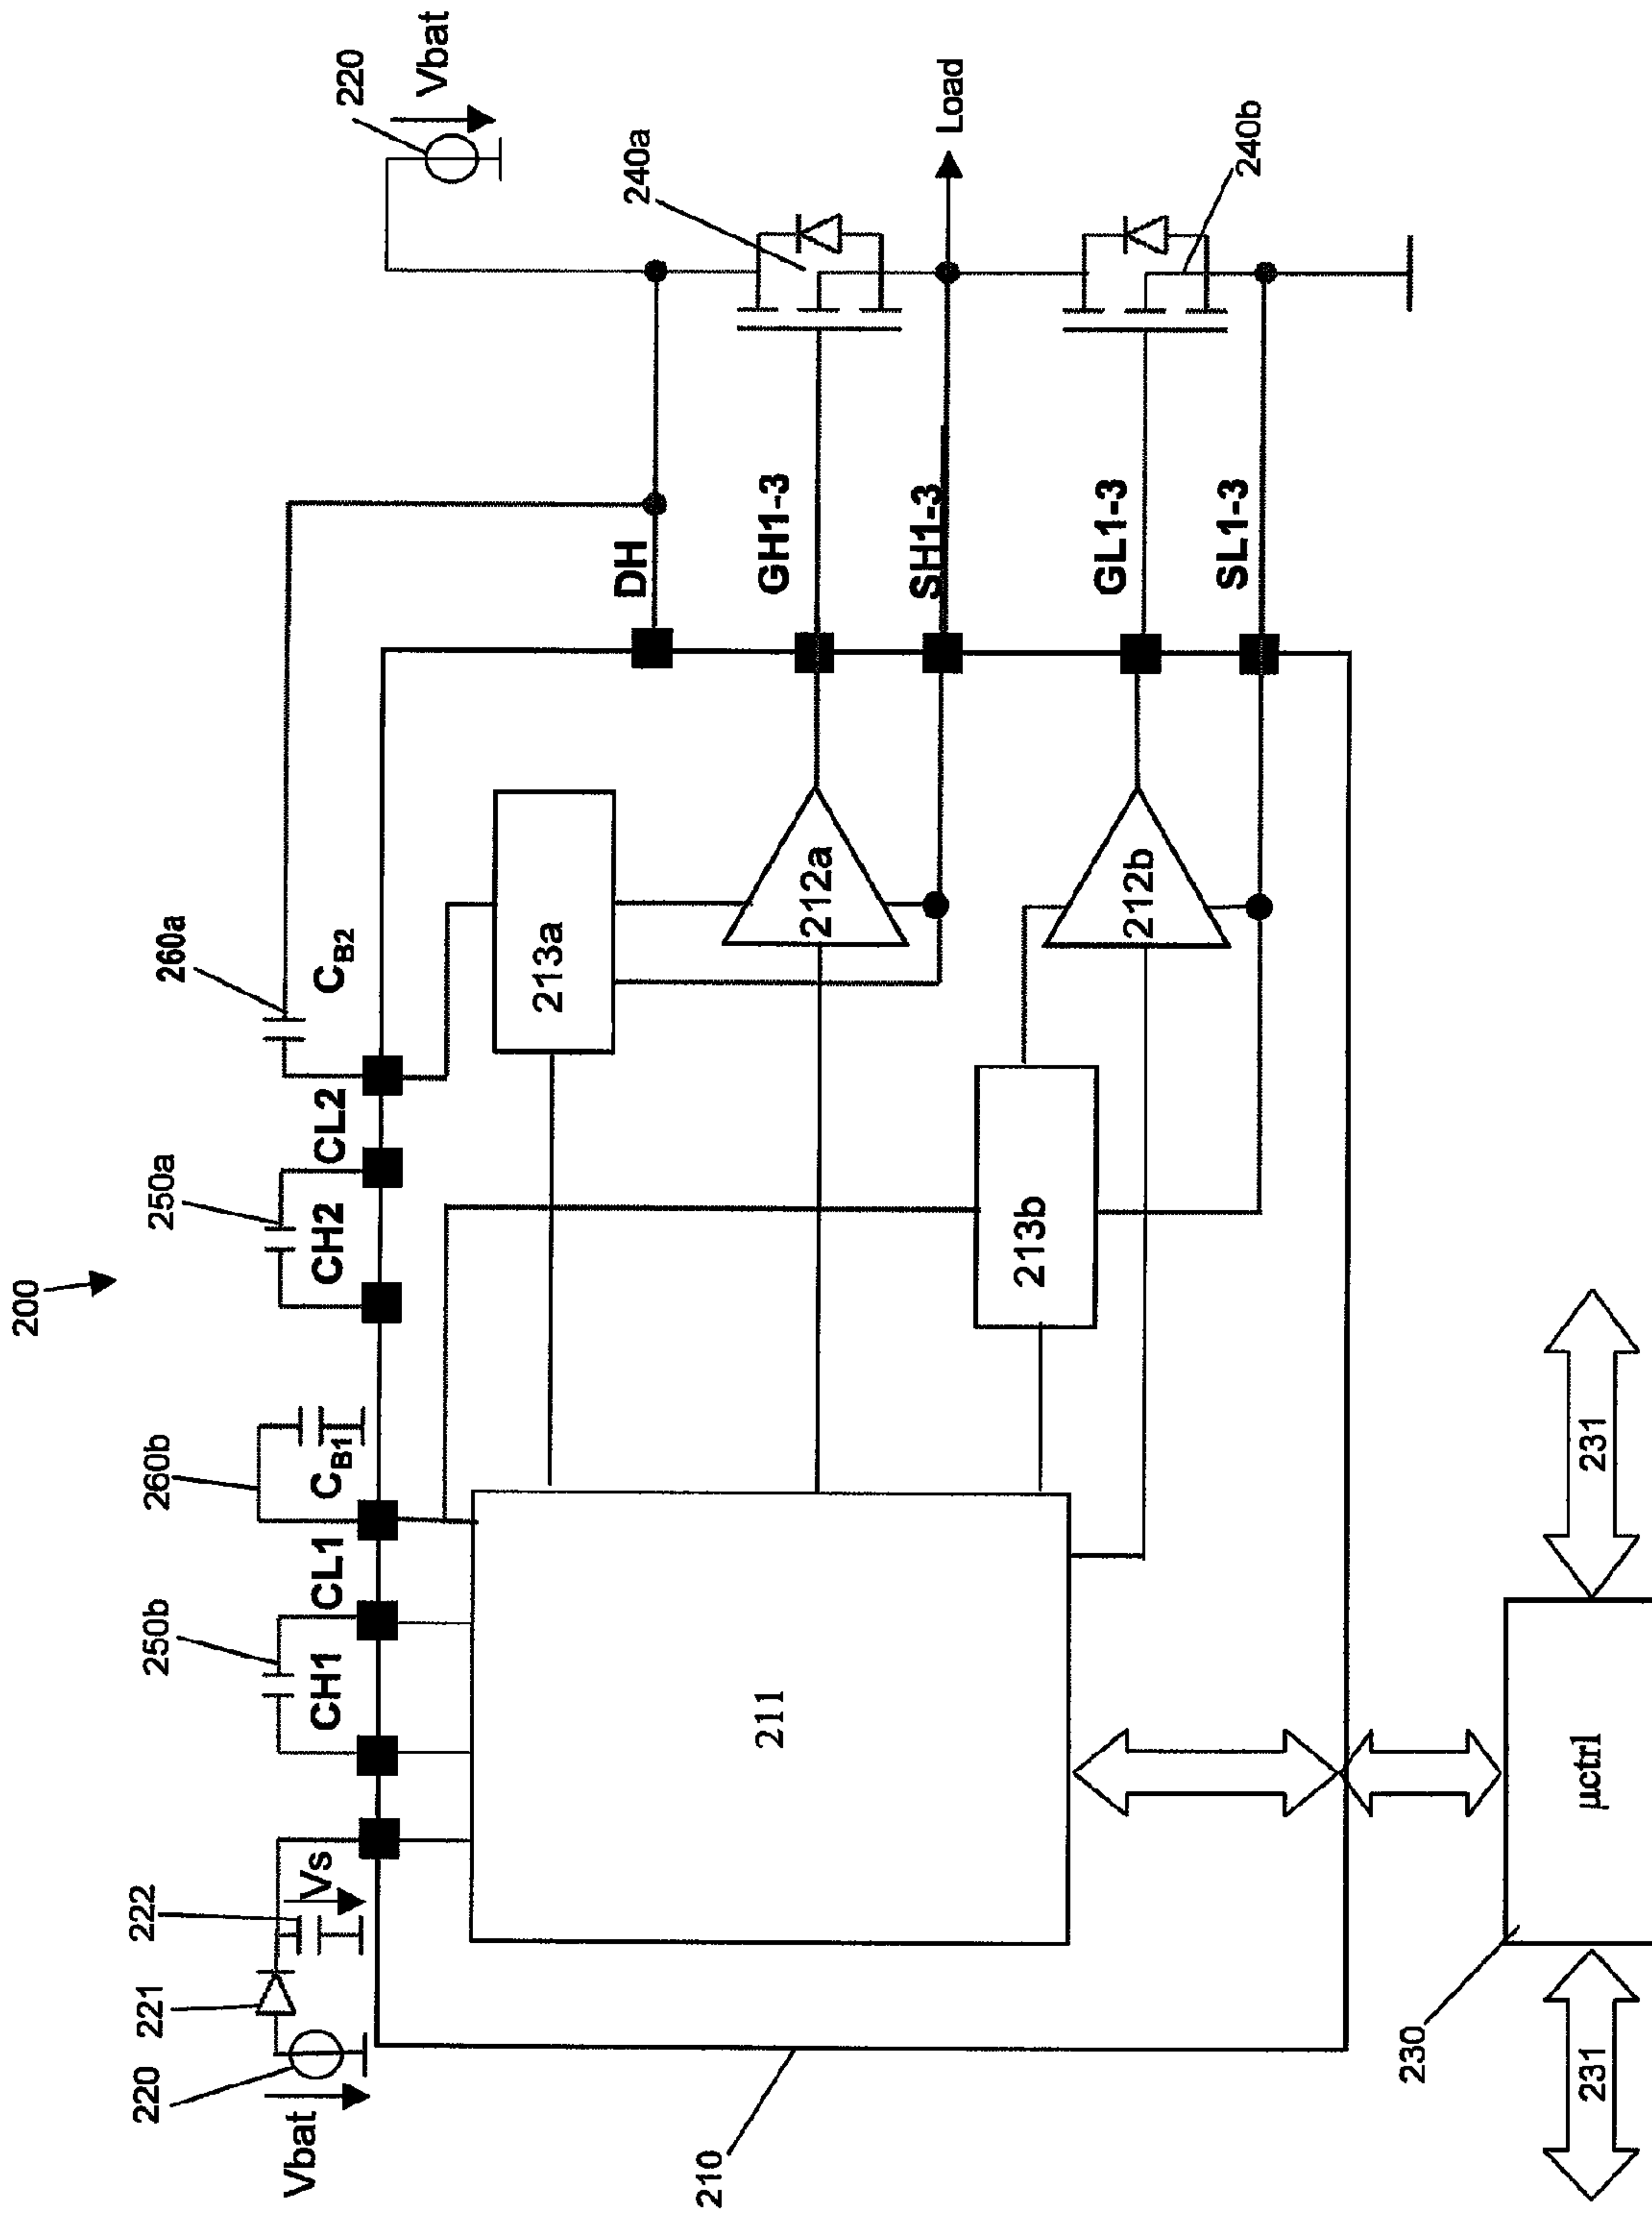 200
220
Vbat
221
222
Vs
250b
CH1
CL1
260b
CB1
250a
CH2
CL2
260a
CB2
220
Vbat
DH
240a
GH1-3
SH1-3
Load
GL1-3
SL1-3
240b
213a
212a
213b
212b
211
210
230
µctrl
231
231